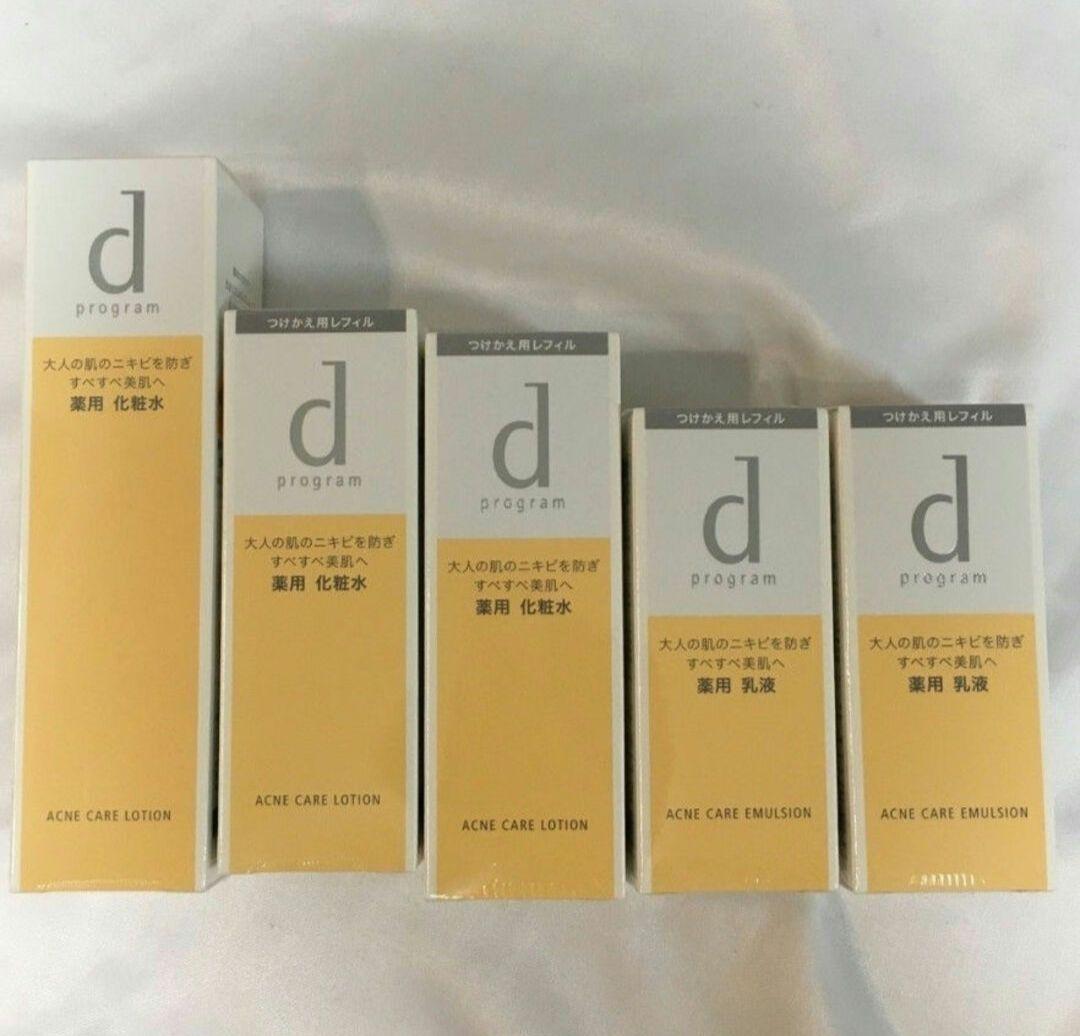 d
program
大人の肌のニキビを防ぎ
すべすべ美肌へ
薬用 化粧水
ACNE CARE LOTION
つけかえ用レフィル
d
program
大人の肌のニキビを防ぎ
すべすべ美肌へ
薬用 化粧水
ACNE CARE LOTION
つけかえ用レフィル
d
program
大人の肌のニキビを防ぎ
すべすべ美肌へ
薬用 化粧水
ACNE CARE LOTION
つけかえ用レフィル
d
program
大人の肌のニキビを防ぎ
すべすべ美肌へ
薬用 乳液
ACNE CARE EMULSION
つけかえ用レフィル
d
program
大人の肌のニキビを防ぎ
すべすべ美肌へ
薬用 乳液
ACNE CARE EMULSION